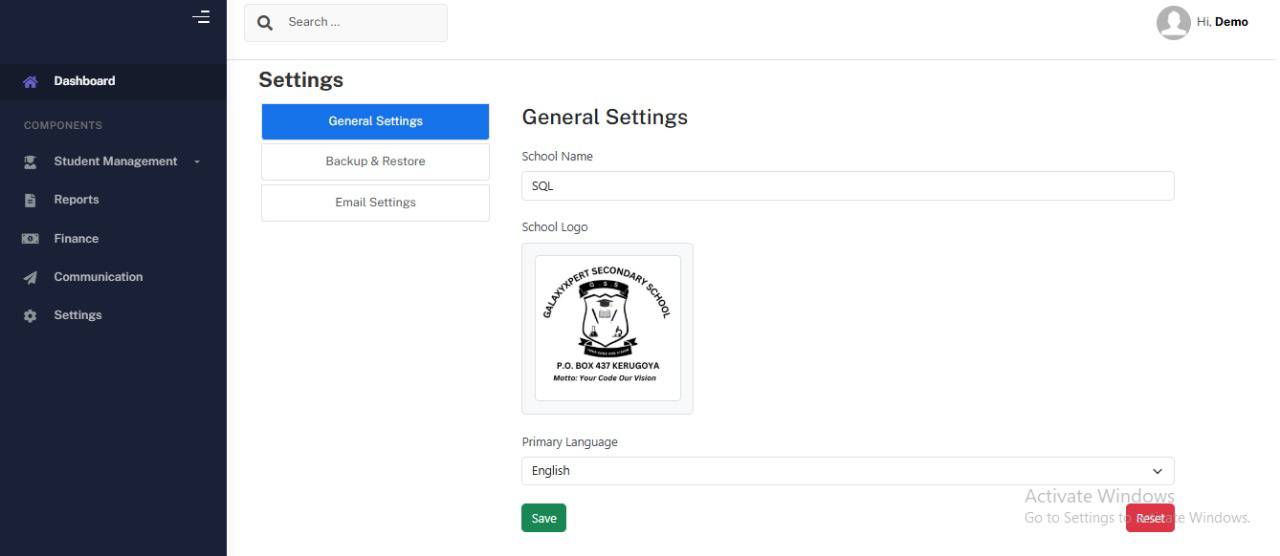 Search ...
Hi, Demo
Dashboard
COMPONENTS
Student Management
Reports
Finance
Communication
Settings
Settings
General Settings
Backup & Restore
Email Settings
General Settings
School Name
SQL
School Logo
GALAXYXPERT SECONDARY SCHOOL
G S S
P.O. BOX 437 KERUGOYA
Motto: Your Code Our Vision
Primary Language
English
Save
Reset
Activate Windows
Go to Settings to Activate Windows.